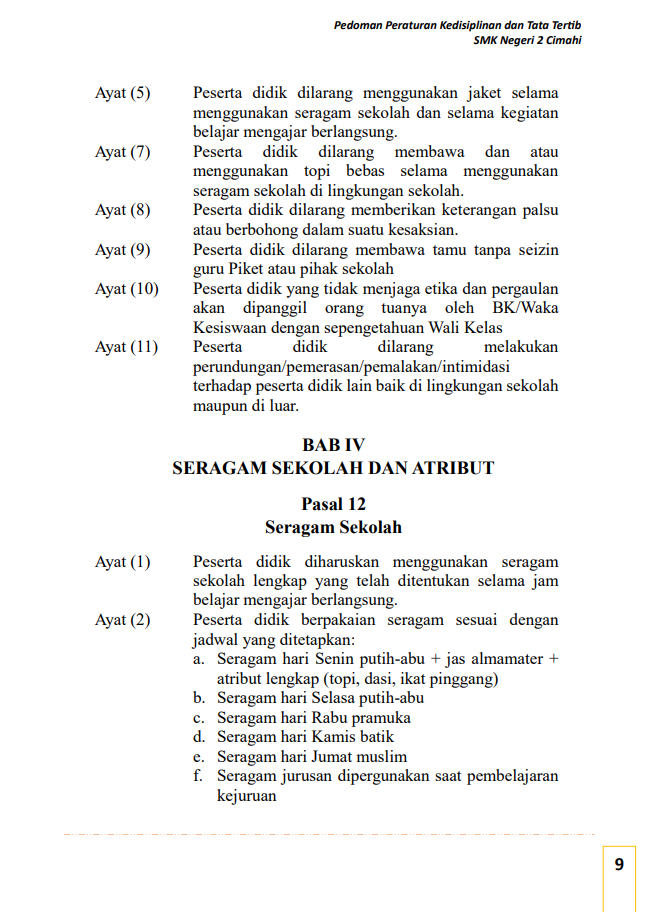 Pedoman Peraturan Kedisiplinan dan Tata Tertib
SMK Negeri 2 Cimahi
Ayat (5) Peserta didik dilarang menggunakan jaket selama
menggunakan seragam sekolah dan selama kegiatan
belajar mengajar berlangsung.
Ayat (7) Peserta didik dilarang membawa dan atau
menggunakan topi bebas selama menggunakan
seragam sekolah di lingkungan sekolah.
Ayat (8) Peserta didik dilarang memberikan keterangan palsu
atau berbohong dalam suatu kesaksian.
Ayat (9) Peserta didik dilarang membawa tamu tanpa seizin
guru Piket atau pihak sekolah
Ayat (10) Peserta didik yang tidak menjaga etika dan pergaulan
akan dipanggil orang tuanya oleh BK/Waka
Kesiswaan dengan sepengetahuan Wali Kelas
Ayat (11) Peserta didik dilarang melakukan
perundungan/pemerasan/pemalakan/intimidasi
terhadap peserta didik lain baik di lingkungan sekolah
maupun di luar.
BAB IV
SERAGAM SEKOLAH DAN ATRIBUT
Pasal 12
Seragam Sekolah
Ayat (1) Peserta didik diharuskan menggunakan seragam
sekolah lengkap yang telah ditentukan selama jam
belajar mengajar berlangsung.
Ayat (2) Peserta didik berpakaian seragam sesuai dengan
jadwal yang ditetapkan:
a. Seragam hari Senin putih-abu + jas almamater +
atribut lengkap (topi, dasi, ikat pinggang)
b. Seragam hari Selasa putih-abu
c. Seragam hari Rabu pramuka
d. Seragam hari Kamis batik
e. Seragam hari Jumat muslim
f. Seragam jurusan dipergunakan saat pembelajaran
kejuruan
9